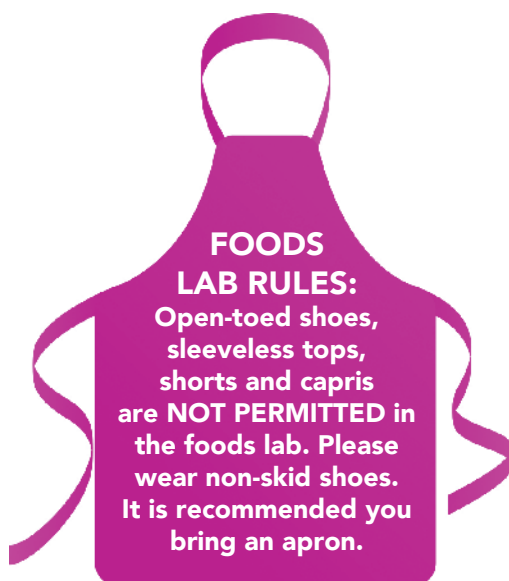 FOODS
LAB RULES:
Open-toed shoes,
sleeveless tops,
shorts and capris
are NOT PERMITTED in
the foods lab. Please
wear non-skid shoes.
It is recommended you
bring an apron.